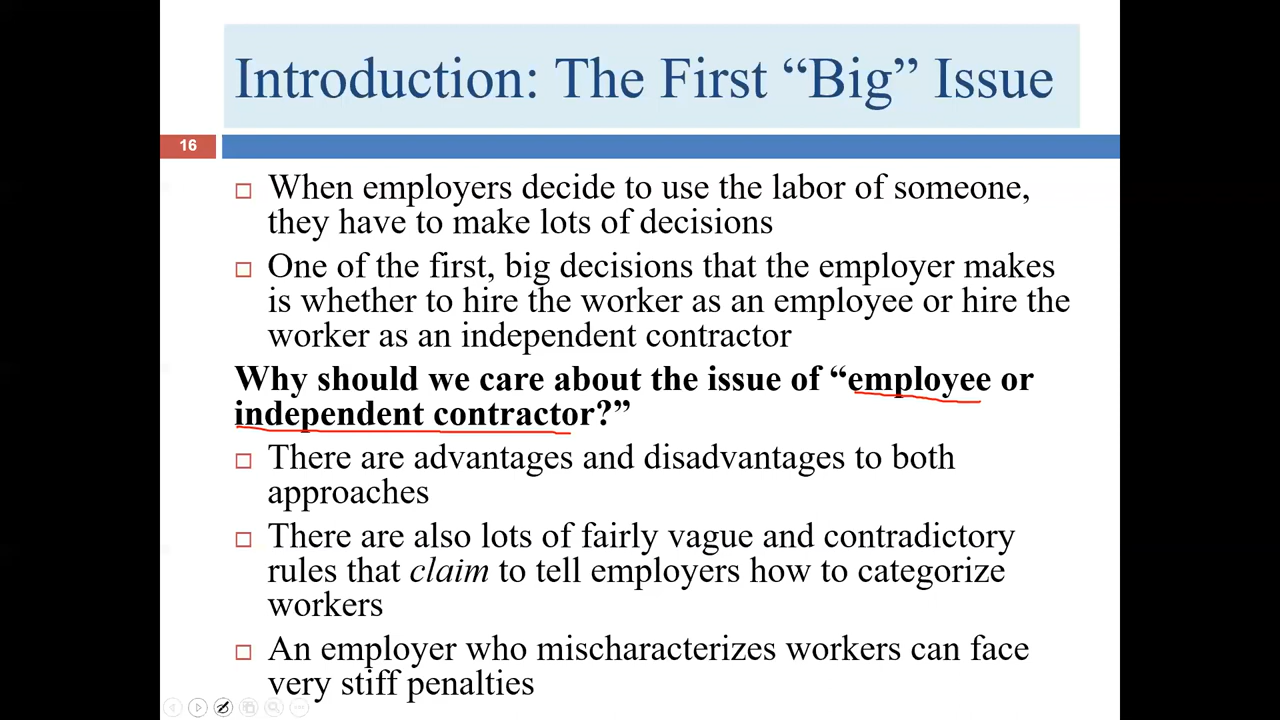 Introduction: The First “Big” Issue
16
When employers decide to use the labor of someone,
they have to make lots of decisions
One of the first, big decisions that the employer makes
is whether to hire the worker as an employee or hire the
worker as an independent contractor
Why should we care about the issue of “employee or
independent contractor?”
There are advantages and disadvantages to both
approaches
There are also lots of fairly vague and contradictory
rules that claim to tell employers how to categorize
workers
An employer who mischaracterizes workers can face
very stiff penalties